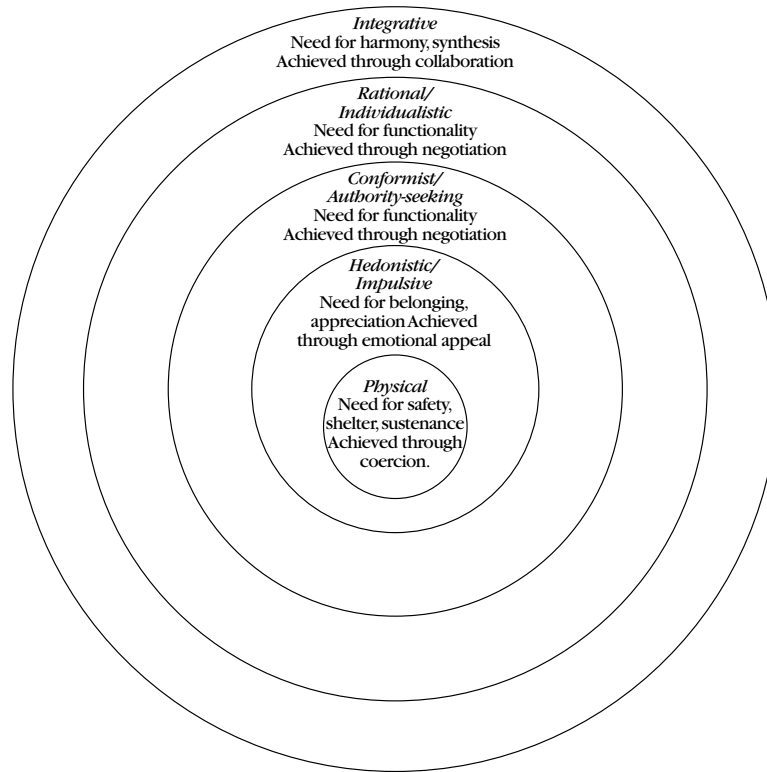 Integrative
Need for harmony, synthesis
Achieved through collaboration
Rational/
Individualistic
Need for functionality
Achieved through negotiation
Conformist/
Authority-seeking
Need for functionality
Achieved through negotiation
Hedonistic/
Impulsive
Need for belonging,
appreciation Achieved
through emotional appeal
Physical
Need for safety,
shelter, sustenance
Achieved through
coercion.